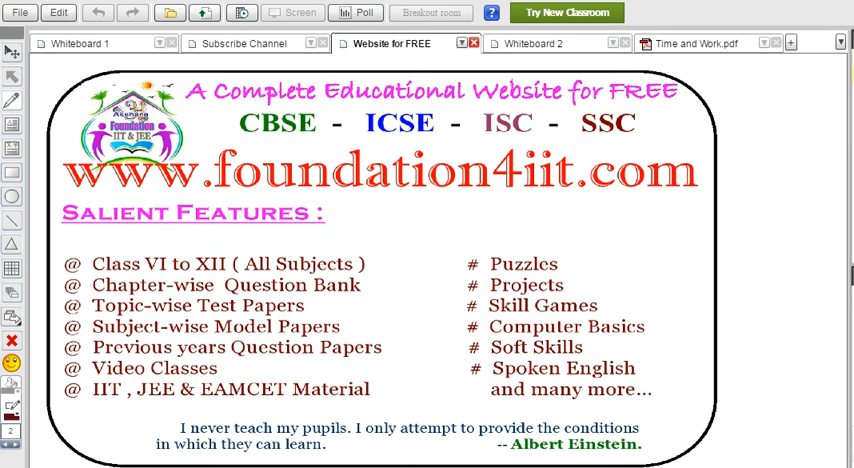 File Edit Screen Poll Breakout room ? Try New Classroom
Whiteboard 1 Subscribe Channel Website for FREE Whiteboard 2 Time and Work.pdf
A Complete Educational Website for FREE
Akshara
Foundation
IIT & JEE
CBSE - ICSE - ISC - SSC
www.foundation4iit.com
SALIENT FEATURES :
@ Class VI to XII ( All Subjects )
@ Chapter-wise Question Bank
@ Topic-wise Test Papers
@ Subject-wise Model Papers
@ Previous years Question Papers
@ Video Classes
@ IIT , JEE & EAMCET Material
# Puzzles
# Projects
# Skill Games
# Computer Basics
# Soft Skills
# Spoken English
and many more...
I never teach my pupils. I only attempt to provide the conditions
in which they can learn. -- Albert Einstein.
2